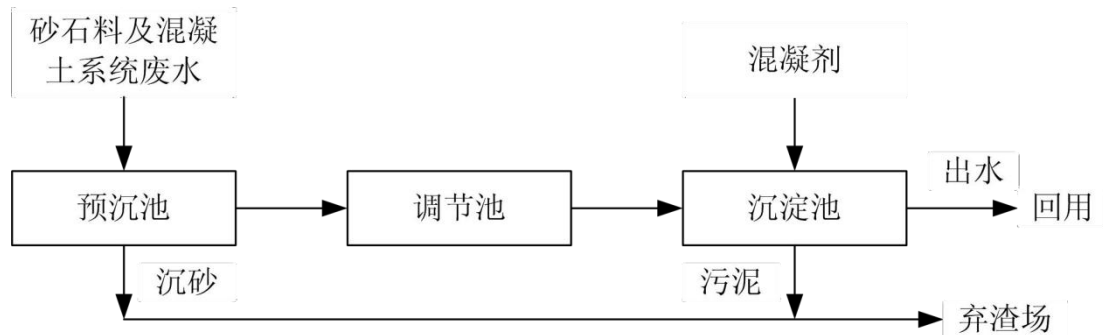 砂石料及混凝
土系统废水
混凝剂
预沉池
调节池
沉淀池
出水
回用
沉砂
污泥
弃渣场